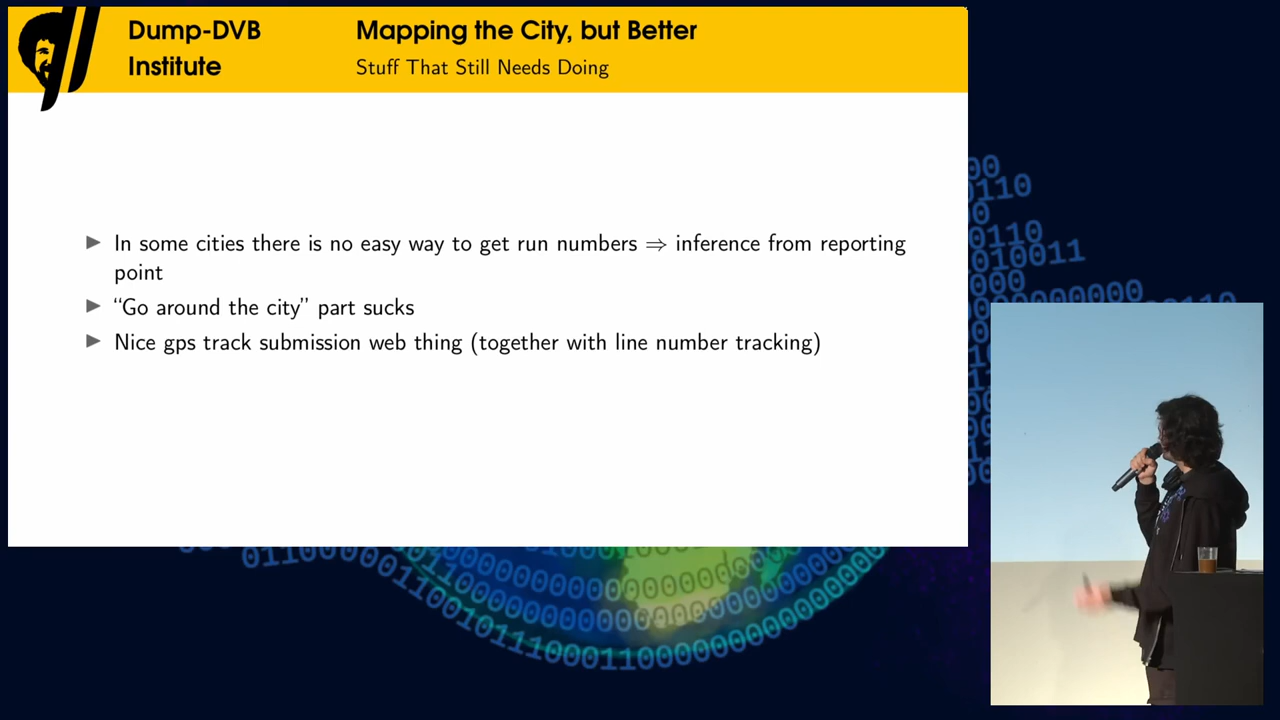 Dump-DVB
Institute
Mapping the City, but Better
Stuff That Still Needs Doing
In some cities there is no easy way to get run numbers ⇒ inference from reporting
point
“Go around the city” part sucks
Nice gps track submission web thing (together with line number tracking)